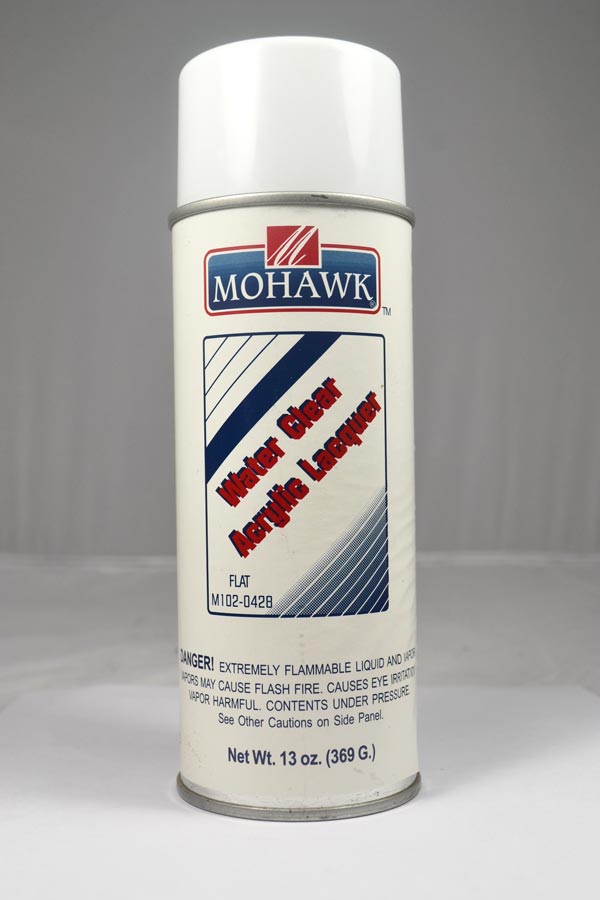 MOHAWK®
TM
Water Clear
Acrylic Lacquer
FLAT
M102-0428
DANGER! EXTREMELY FLAMMABLE LIQUID AND VAPOR.
VAPORS MAY CAUSE FLASH FIRE. CAUSES EYE IRRITATION.
VAPOR HARMFUL. CONTENTS UNDER PRESSURE.
See Other Cautions on Side Panel.
Net Wt. 13 oz. (369 G.)